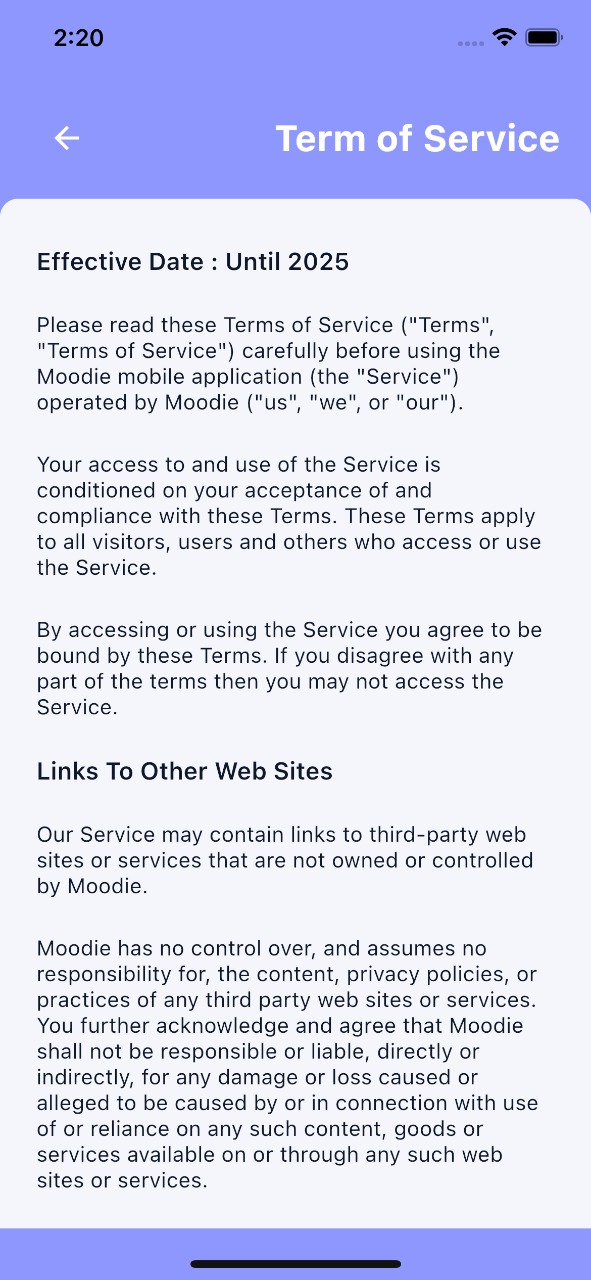 2:20
Term of Service
Effective Date : Until 2025
Please read these Terms of Service ("Terms",
"Terms of Service") carefully before using the
Moodie mobile application (the "Service")
operated by Moodie ("us", "we", or "our").
Your access to and use of the Service is
conditioned on your acceptance of and
compliance with these Terms. These Terms apply
to all visitors, users and others who access or use
the Service.
By accessing or using the Service you agree to be
bound by these Terms. If you disagree with any
part of the terms then you may not access the
Service.
Links To Other Web Sites
Our Service may contain links to third-party web
sites or services that are not owned or controlled
by Moodie.
Moodie has no control over, and assumes no
responsibility for, the content, privacy policies, or
practices of any third party web sites or services.
You further acknowledge and agree that Moodie
shall not be responsible or liable, directly or
indirectly, for any damage or loss caused or
alleged to be caused by or in connection with use
of or reliance on any such content, goods or
services available on or through any such web
sites or services.